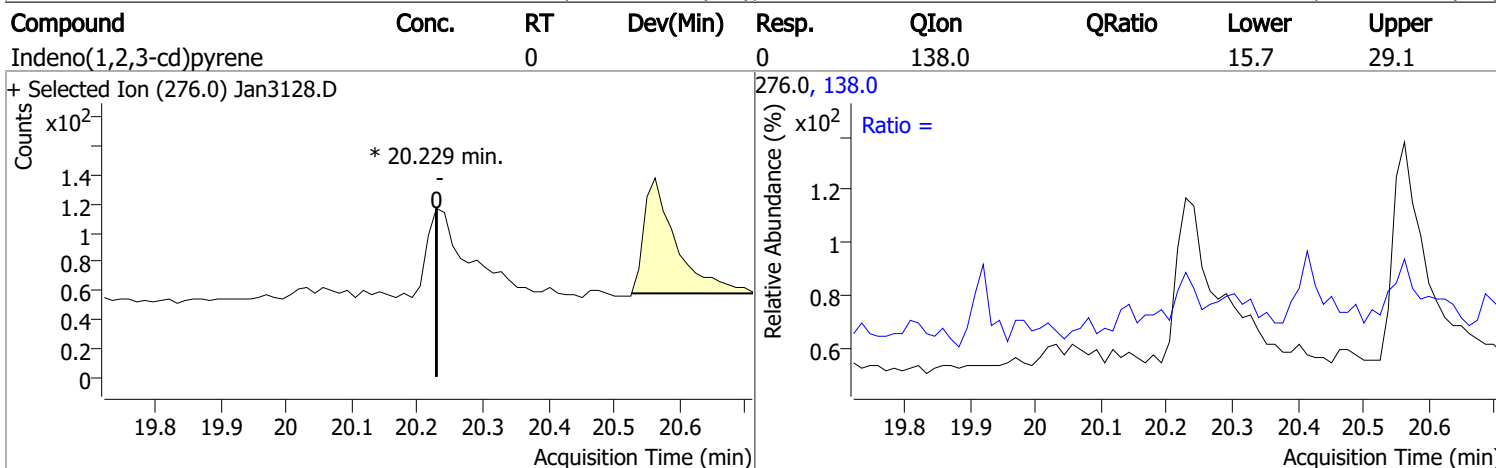 Compound Conc. RT Dev(Min) Resp. QIon QRatio Lower Upper
Indeno(1,2,3-cd)pyrene 0 0 138.0 15.7 29.1
+ Selected Ion (276.0) Jan3128.D
Counts
x10²
* 20.229 min.
-
0
1.4
1.2
1
0.8
0.6
0.4
0.2
0
19.8 19.9 20 20.1 20.2 20.3 20.4 20.5 20.6
Acquisition Time (min)
276.0, 138.0
Relative Abundance (%)
x10²
Ratio =
1.2
1
0.8
0.6
19.8 19.9 20 20.1 20.2 20.3 20.4 20.5 20.6
Acquisition Time (min)